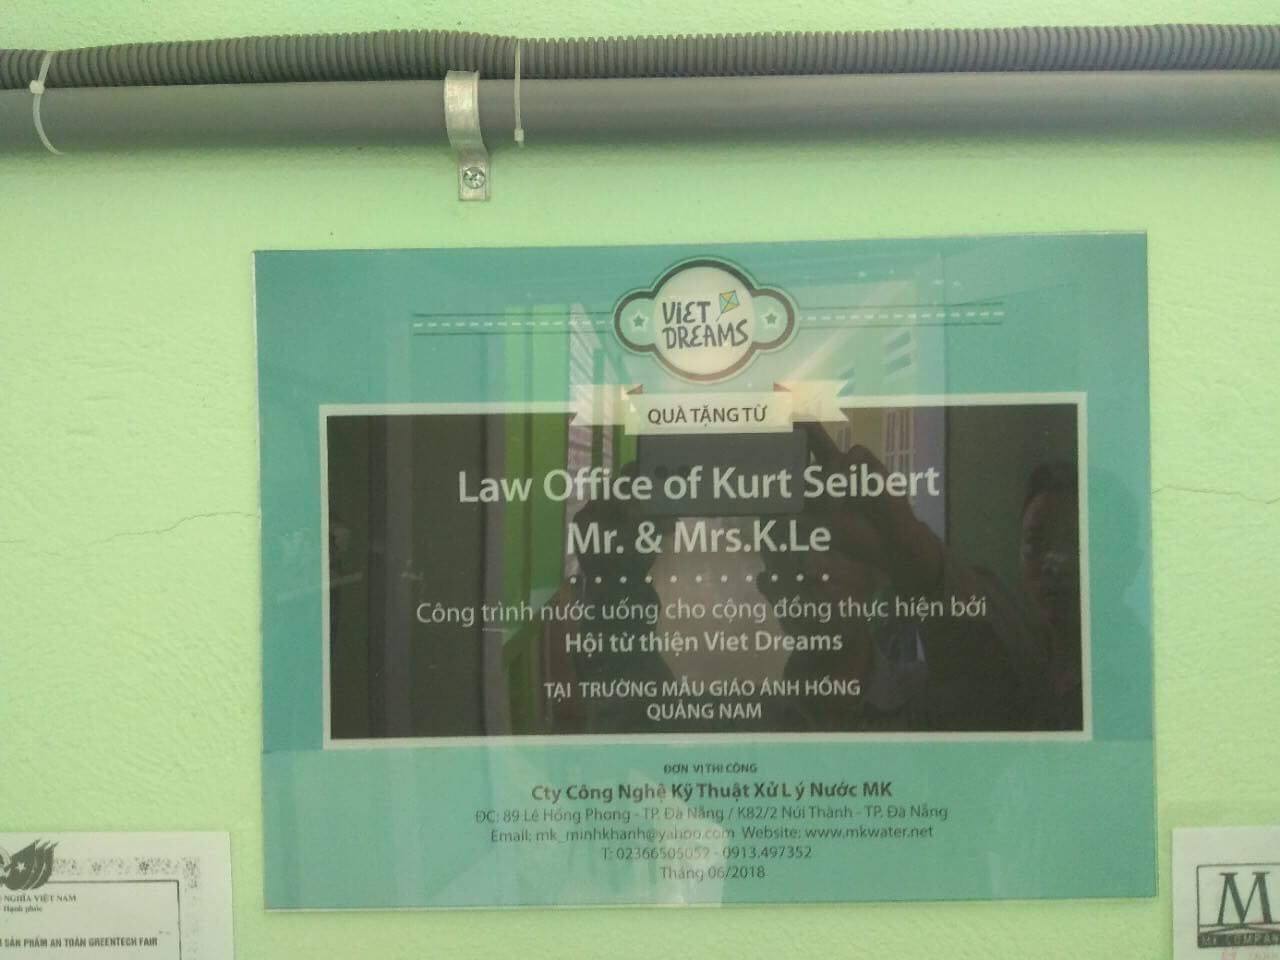 VIET
DREAMS
QUÀ TẶNG TỪ
Law Office of Kurt Seibert
Mr. & Mrs.K.Le
Công trình nước uống cho cộng đồng thực hiện bởi
Hội từ thiện Viet Dreams
TẠI TRƯỜNG MẪU GIÁO ÁNH HỒNG
QUẢNG NAM
ĐƠN VỊ THI CÔNG
Cty Công Nghệ Kỹ Thuật Xử Lý Nước MK
ĐC: 89 Lê Hồng Phong - TP. Đà Nẵng / K82/2 Núi Thành - TP. Đà Nẵng
Email: mk_minhkhanh@yahoo.com Website: www.mkwater.net
T: 02366505052 - 0913.497352
Tháng 06/2018
NGHĨA VIỆT NAM
Hạnh phúc
SẢN PHẨM AN TOÀN GREENTECH FAIR
M
MK COMPAN